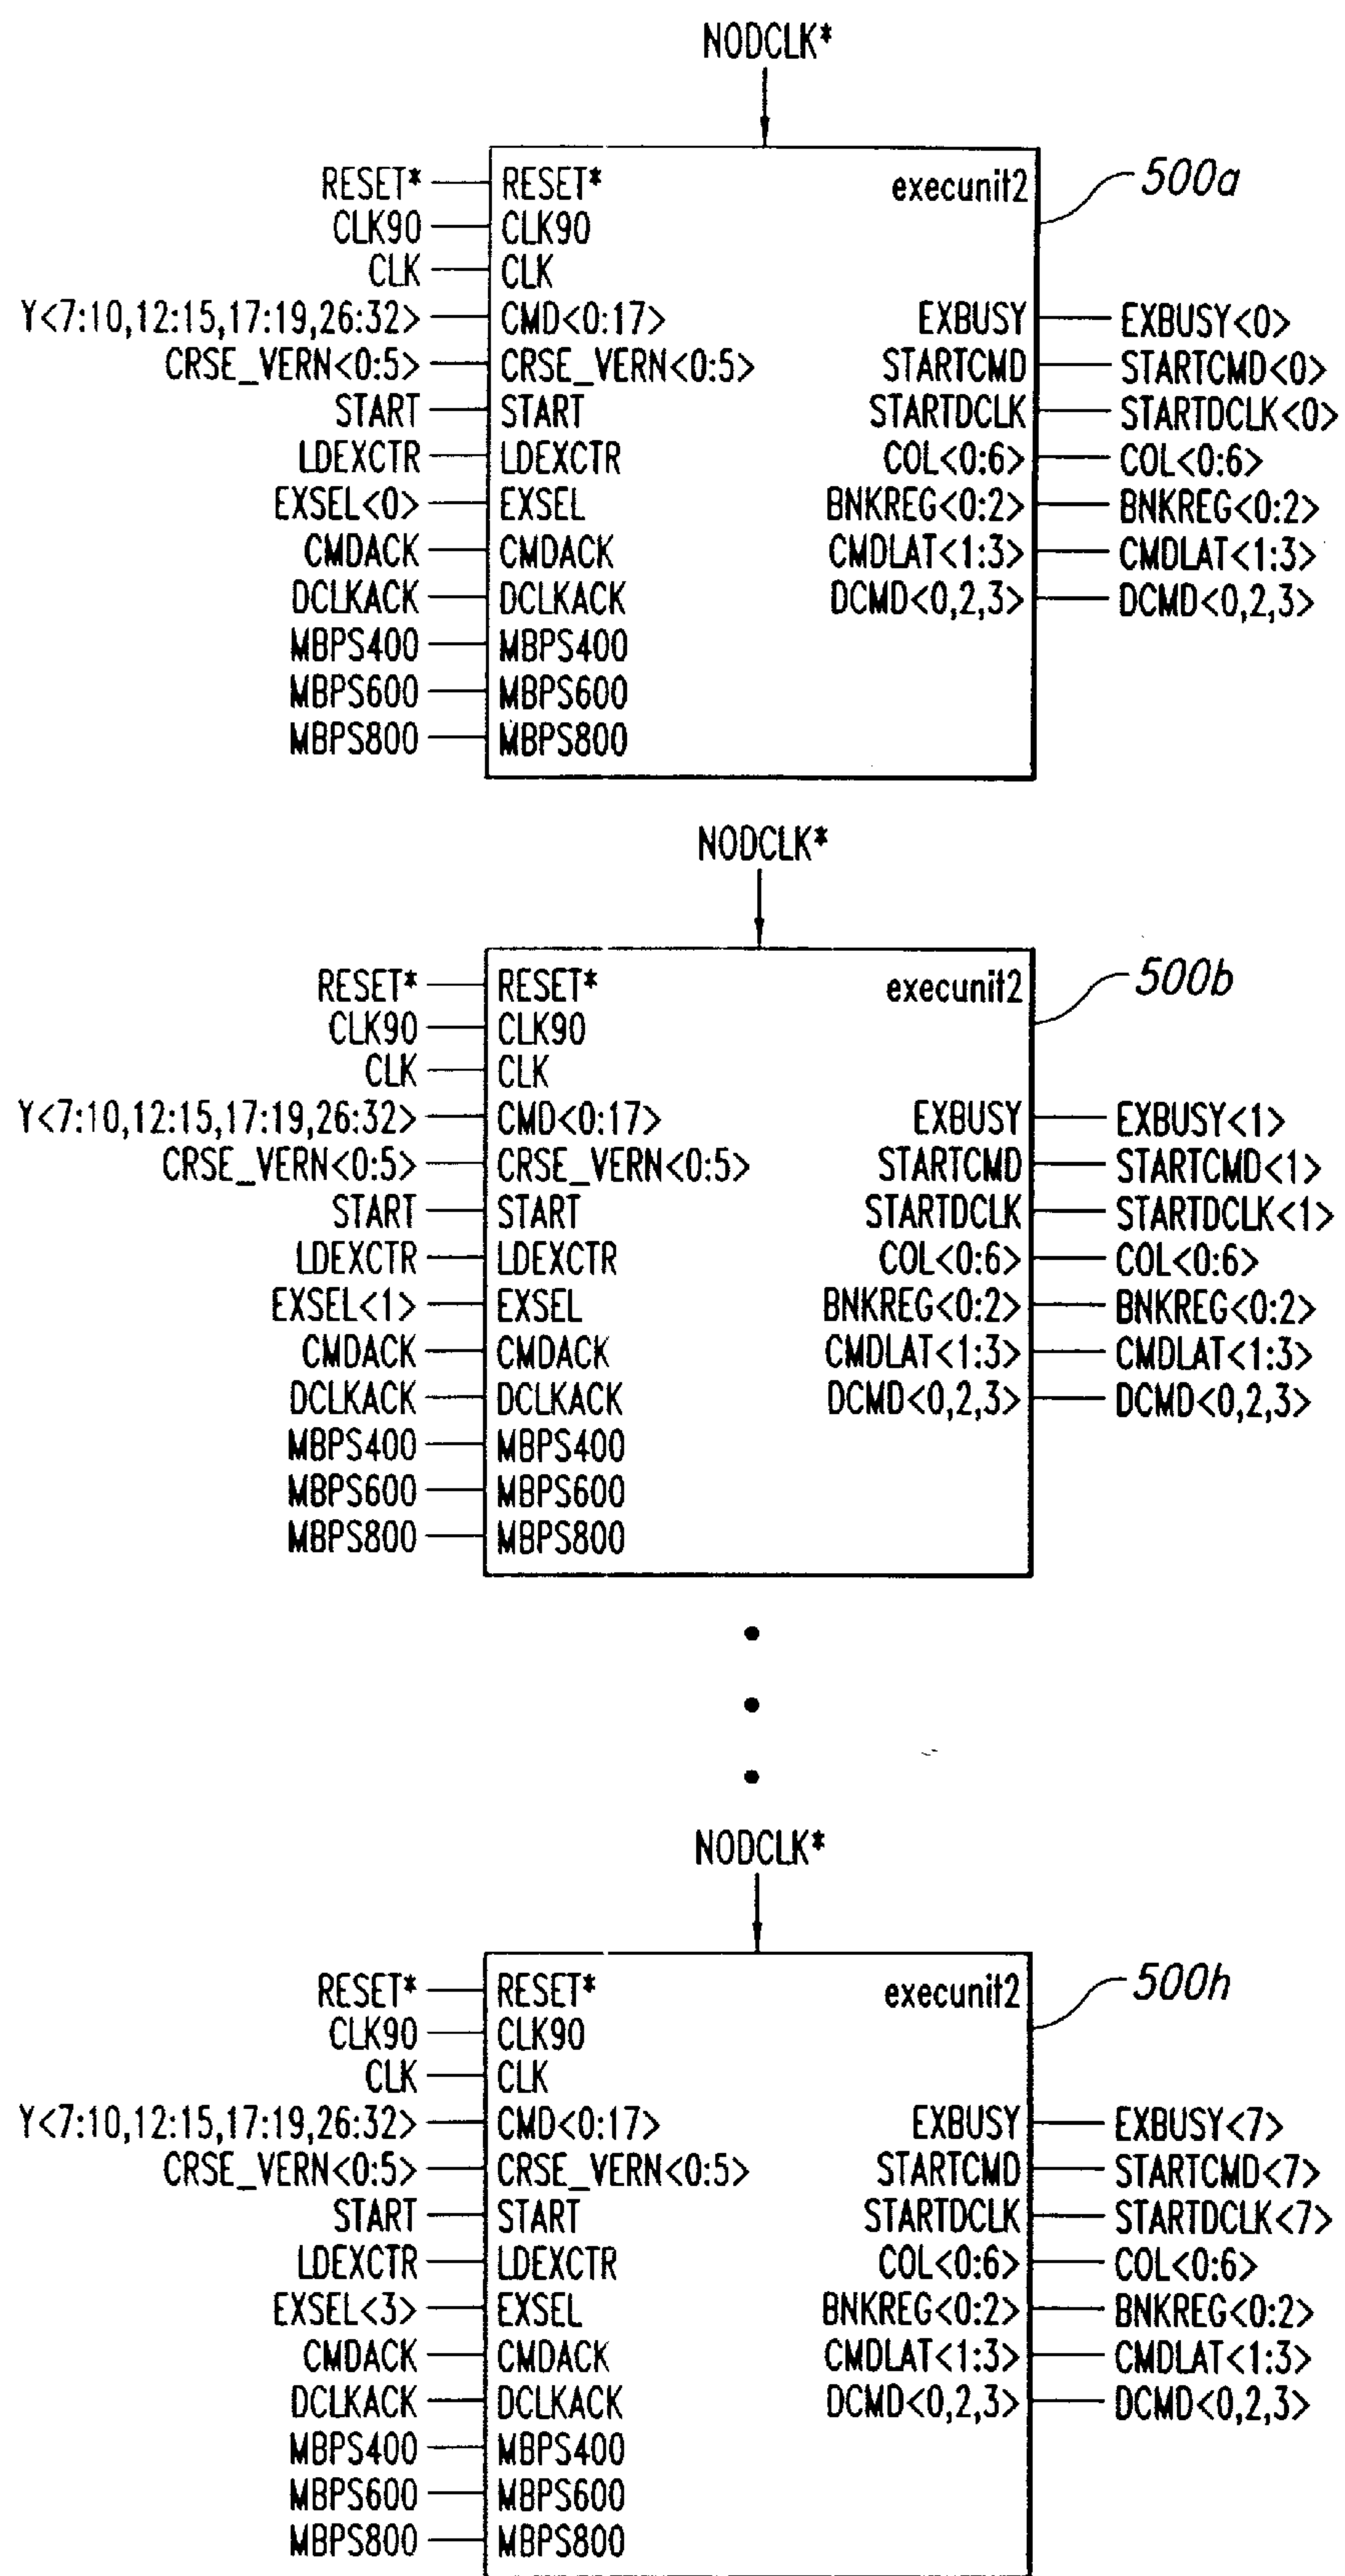 NODCLK*
RESET* RESET* execunit2 500a
CLK90 CLK90
CLK CLK
Y<7:10,12:15,17:19,26:32> CMD<0:17> EXBUSY EXBUSY<0>
CRSE_VERN<0:5> CRSE_VERN<0:5> STARTCMD STARTCMD<0>
START START STARTDCLK STARTDCLK<0>
LDEXCTR LDEXCTR COL<0:6> COL<0:6>
EXSEL<0> EXSEL BNKREG<0:2> BNKREG<0:2>
CMDACK CMDACK CMDLAT<1:3> CMDLAT<1:3>
DCLKACK DCLKACK DCMD<0,2,3> DCMD<0,2,3>
MBPS400 MBPS400
MBPS600 MBPS600
MBPS800 MBPS800
NODCLK*
RESET* RESET* execunit2 500b
CLK90 CLK90
CLK CLK
Y<7:10,12:15,17:19,26:32> CMD<0:17> EXBUSY EXBUSY<1>
CRSE_VERN<0:5> CRSE_VERN<0:5> STARTCMD STARTCMD<1>
START START STARTDCLK STARTDCLK<1>
LDEXCTR LDEXCTR COL<0:6> COL<0:6>
EXSEL<1> EXSEL BNKREG<0:2> BNKREG<0:2>
CMDACK CMDACK CMDLAT<1:3> CMDLAT<1:3>
DCLKACK DCLKACK DCMD<0,2,3> DCMD<0,2,3>
MBPS400 MBPS400
MBPS600 MBPS600
MBPS800 MBPS800
NODCLK*
RESET* RESET* execunit2 500h
CLK90 CLK90
CLK CLK
Y<7:10,12:15,17:19,26:32> CMD<0:17> EXBUSY EXBUSY<7>
CRSE_VERN<0:5> CRSE_VERN<0:5> STARTCMD STARTCMD<7>
START START STARTDCLK STARTDCLK<7>
LDEXCTR LDEXCTR COL<0:6> COL<0:6>
EXSEL<3> EXSEL BNKREG<0:2> BNKREG<0:2>
CMDACK CMDACK CMDLAT<1:3> CMDLAT<1:3>
DCLKACK DCLKACK DCMD<0,2,3> DCMD<0,2,3>
MBPS400 MBPS400
MBPS600 MBPS600
MBPS800 MBPS800